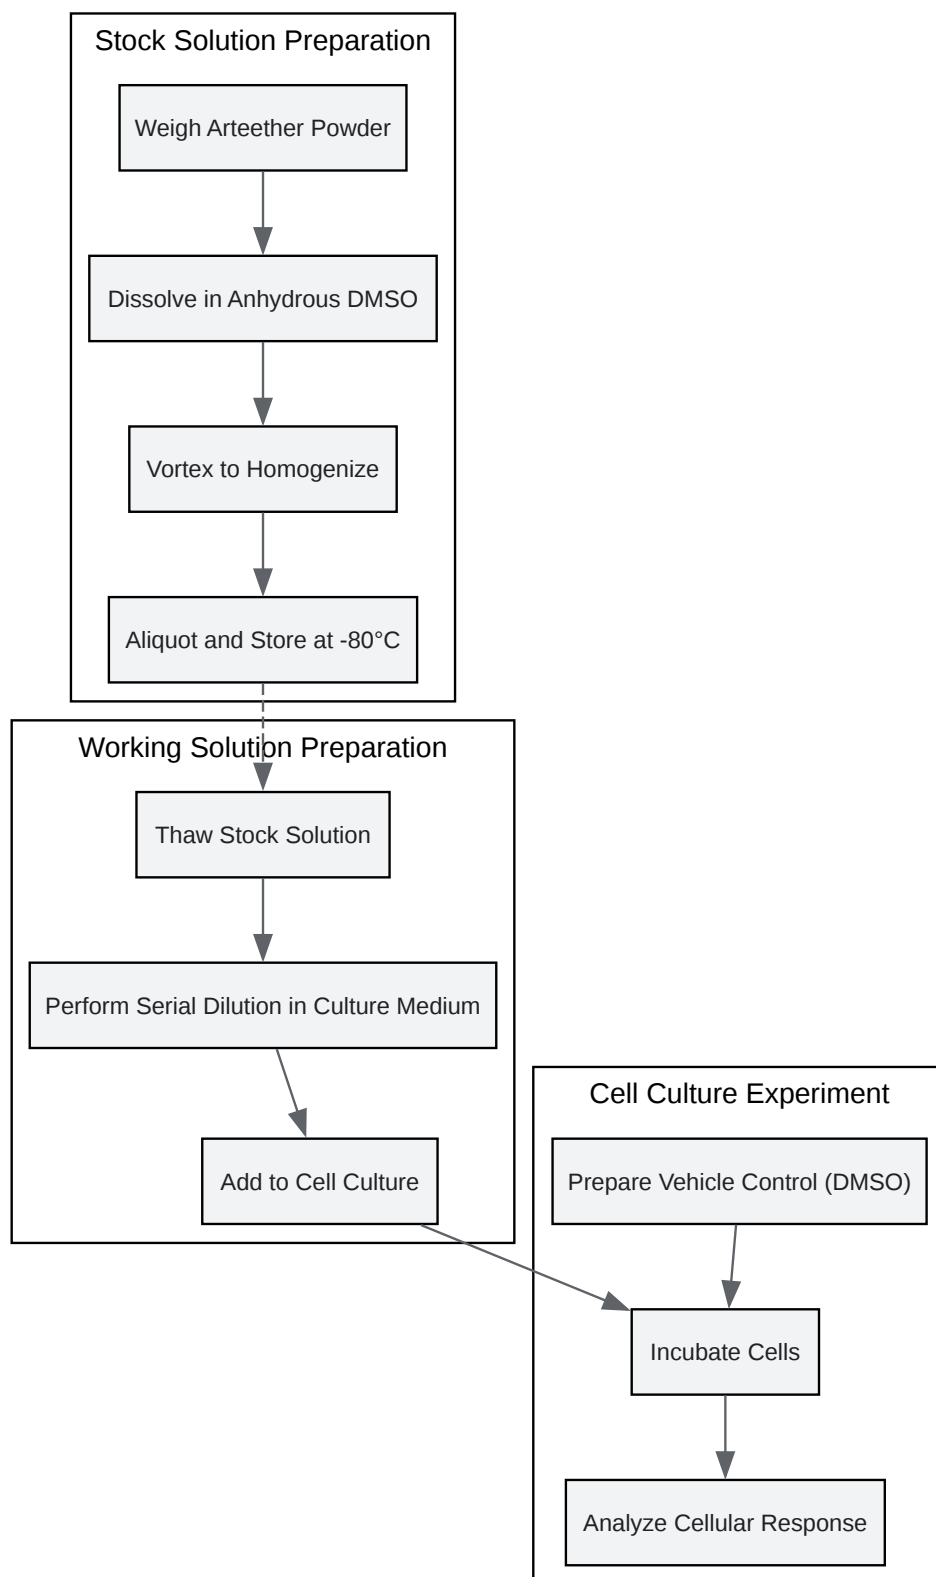 Stock Solution Preparation
Weigh Arteether Powder
Dissolve in Anhydrous DMSO
Vortex to Homogenize
Aliquot and Store at -80°C
Working Solution Preparation
Thaw Stock Solution
Perform Serial Dilution in Culture Medium
Add to Cell Culture
Cell Culture Experiment
Prepare Vehicle Control (DMSO)
Incubate Cells
Analyze Cellular Response